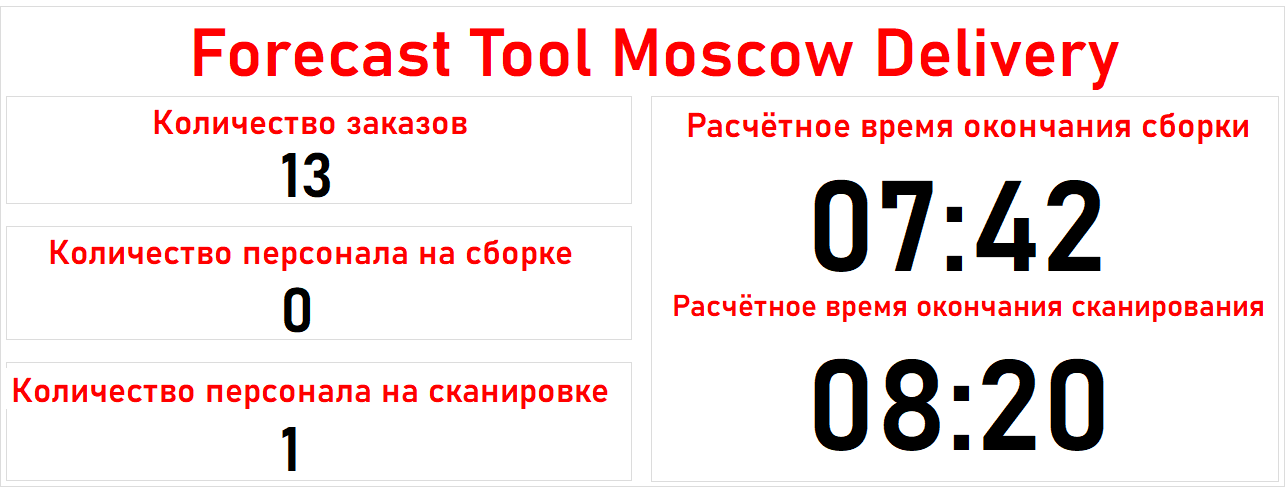 Forecast Tool Moscow Delivery
Количество заказов
13
Количество персонала на сборке
0
Количество персонала на сканировке
1
Расчётное время окончания сборки
07:42
Расчётное время окончания сканирования
08:20